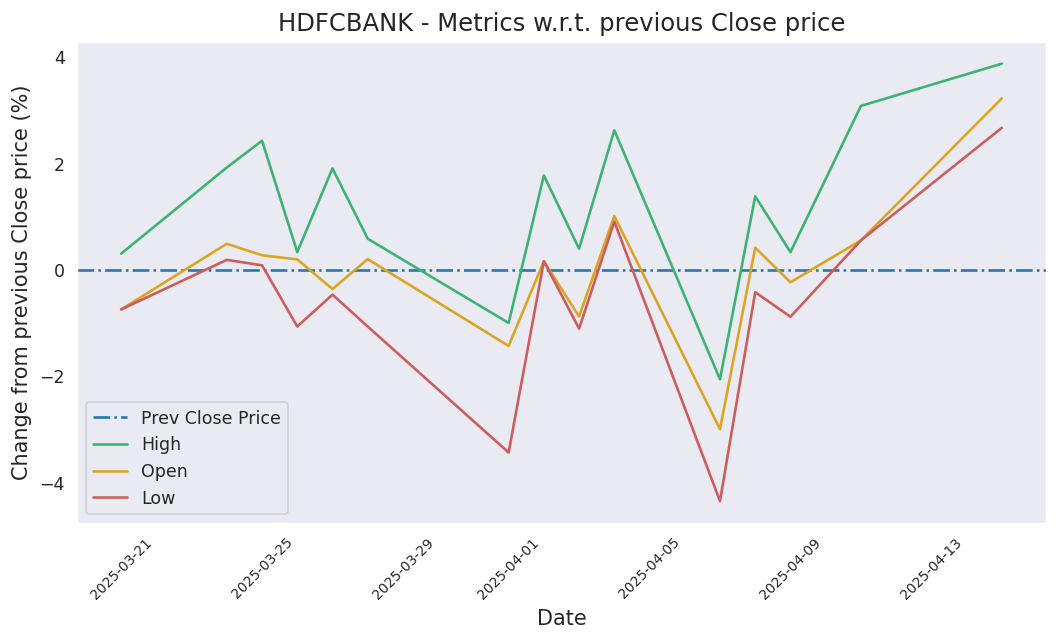 HDFCBANK - Metrics w.r.t. previous Close price
Change from previous Close price (%)
4
2
0
−2
−4
Prev Close Price
High
Open
Low
2025-03-21
2025-03-25
2025-03-29
2025-04-01
2025-04-05
2025-04-09
2025-04-13
Date